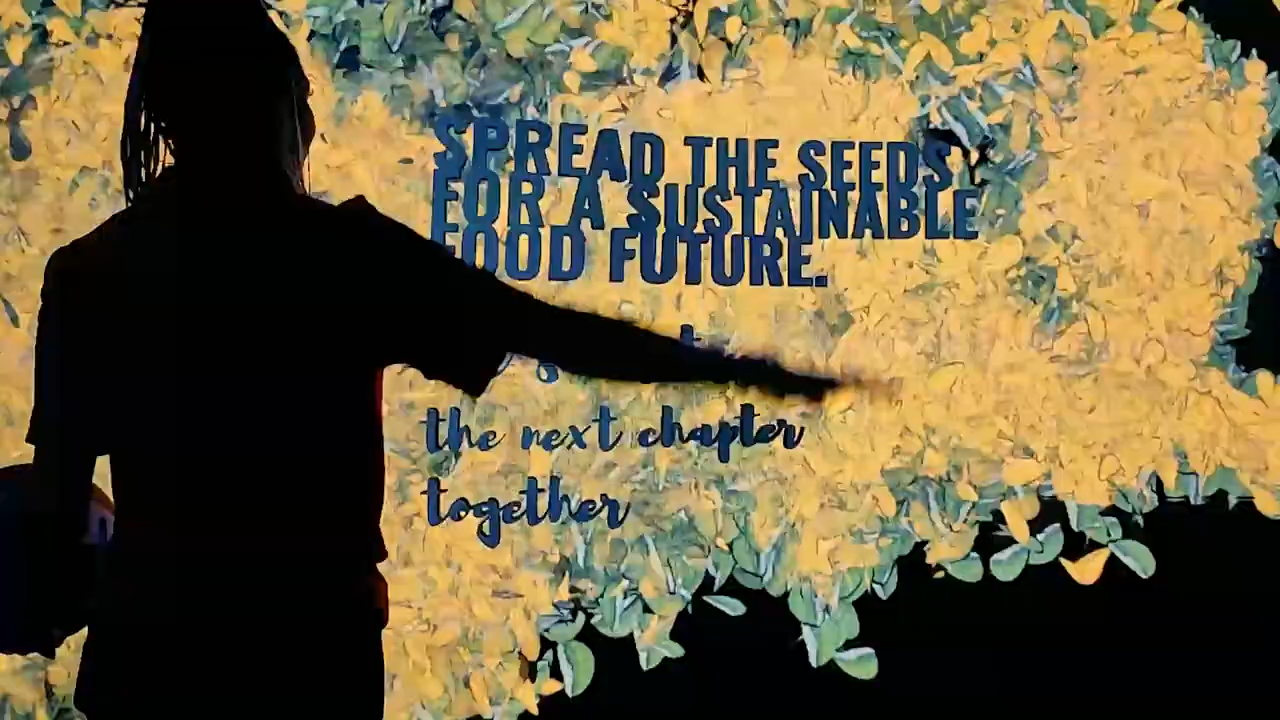 SPREAD THE SEEDS
FOR A SUSTAINABLE
FOOD FUTURE.
the next chapter
together